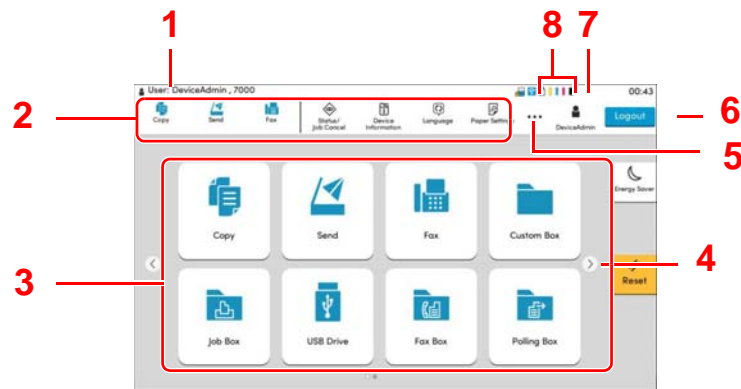 1 8 7
User: DeviceAdmin , 7000 00:43
2 Copy Send Fax Status/ Job Cancel Device Information Language Paper Settings ... DeviceAdmin Logout 6
5
Energy Saver
Copy Send Fax Custom Box
3 4
Reset
Job Box USB Drive Fax Box Polling Box